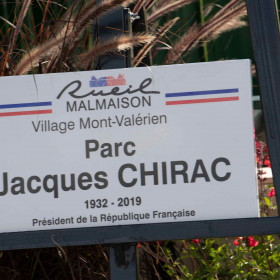 Rueil
MALMAISON
Village Mont-Valérien
Parc
Jacques CHIRAC
1932 - 2019
Président de la République Française